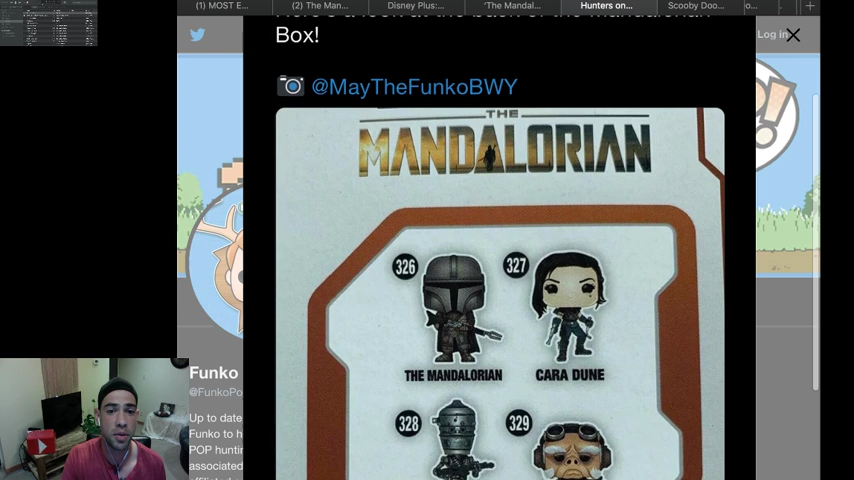 (1) MOST E...
(2) The Man...
Disney Plus:...
'The Mandal...
Hunters on...
Scooby Doo...
Box!
Log in
@MayTheFunkoBWY
THE
MANDALORIAN
326
327
THE MANDALORIAN
CARA DUNE
328
329
Funko
@FunkoPo
Up to date
Funko to h
POP hunti
associated